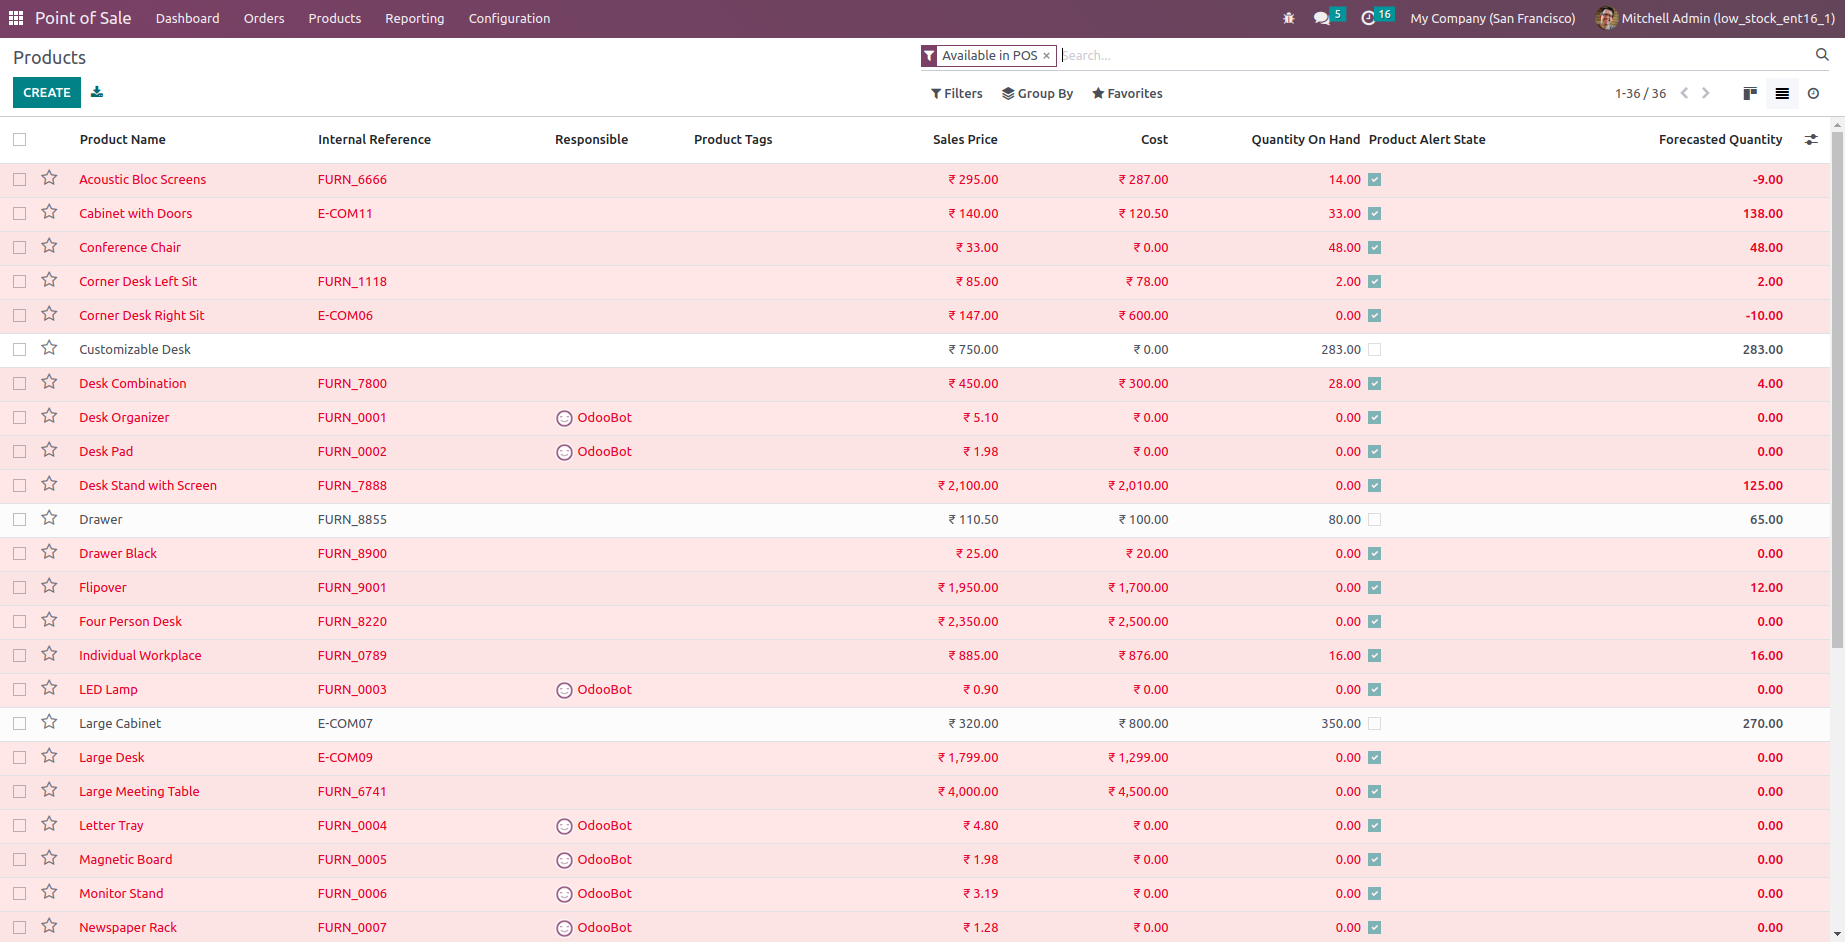 Point of Sale Dashboard Orders Products Reporting Configuration 5 16 My Company (San Francisco) Mitchell Admin (low_stock_ent16_1)
Products Available in POS × Search...
CREATE Filters Group By Favorites 1-36 / 36
Product Name Internal Reference Responsible Product Tags Sales Price Cost Quantity On Hand Product Alert State Forecasted Quantity
Acoustic Bloc Screens FURN_6666 ₹ 295.00 ₹ 287.00 14.00 -9.00
Cabinet with Doors E-COM11 ₹ 140.00 ₹ 120.50 33.00 138.00
Conference Chair ₹ 33.00 ₹ 0.00 48.00 48.00
Corner Desk Left Sit FURN_1118 ₹ 85.00 ₹ 78.00 2.00 2.00
Corner Desk Right Sit E-COM06 ₹ 147.00 ₹ 600.00 0.00 -10.00
Customizable Desk ₹ 750.00 ₹ 0.00 283.00 283.00
Desk Combination FURN_7800 ₹ 450.00 ₹ 300.00 28.00 4.00
Desk Organizer FURN_0001 OdooBot ₹ 5.10 ₹ 0.00 0.00 0.00
Desk Pad FURN_0002 OdooBot ₹ 1.98 ₹ 0.00 0.00 0.00
Desk Stand with Screen FURN_7888 ₹ 2,100.00 ₹ 2,010.00 0.00 125.00
Drawer FURN_8855 ₹ 110.50 ₹ 100.00 80.00 65.00
Drawer Black FURN_8900 ₹ 25.00 ₹ 20.00 0.00 0.00
Flipover FURN_9001 ₹ 1,950.00 ₹ 1,700.00 0.00 12.00
Four Person Desk FURN_8220 ₹ 2,350.00 ₹ 2,500.00 0.00 0.00
Individual Workplace FURN_0789 ₹ 885.00 ₹ 876.00 16.00 16.00
LED Lamp FURN_0003 OdooBot ₹ 0.90 ₹ 0.00 0.00 0.00
Large Cabinet E-COM07 ₹ 320.00 ₹ 800.00 350.00 270.00
Large Desk E-COM09 ₹ 1,799.00 ₹ 1,299.00 0.00 0.00
Large Meeting Table FURN_6741 ₹ 4,000.00 ₹ 4,500.00 0.00 0.00
Letter Tray FURN_0004 OdooBot ₹ 4.80 ₹ 0.00 0.00 0.00
Magnetic Board FURN_0005 OdooBot ₹ 1.98 ₹ 0.00 0.00 0.00
Monitor Stand FURN_0006 OdooBot ₹ 3.19 ₹ 0.00 0.00 0.00
Newspaper Rack FURN_0007 OdooBot ₹ 1.28 ₹ 0.00 0.00 0.00